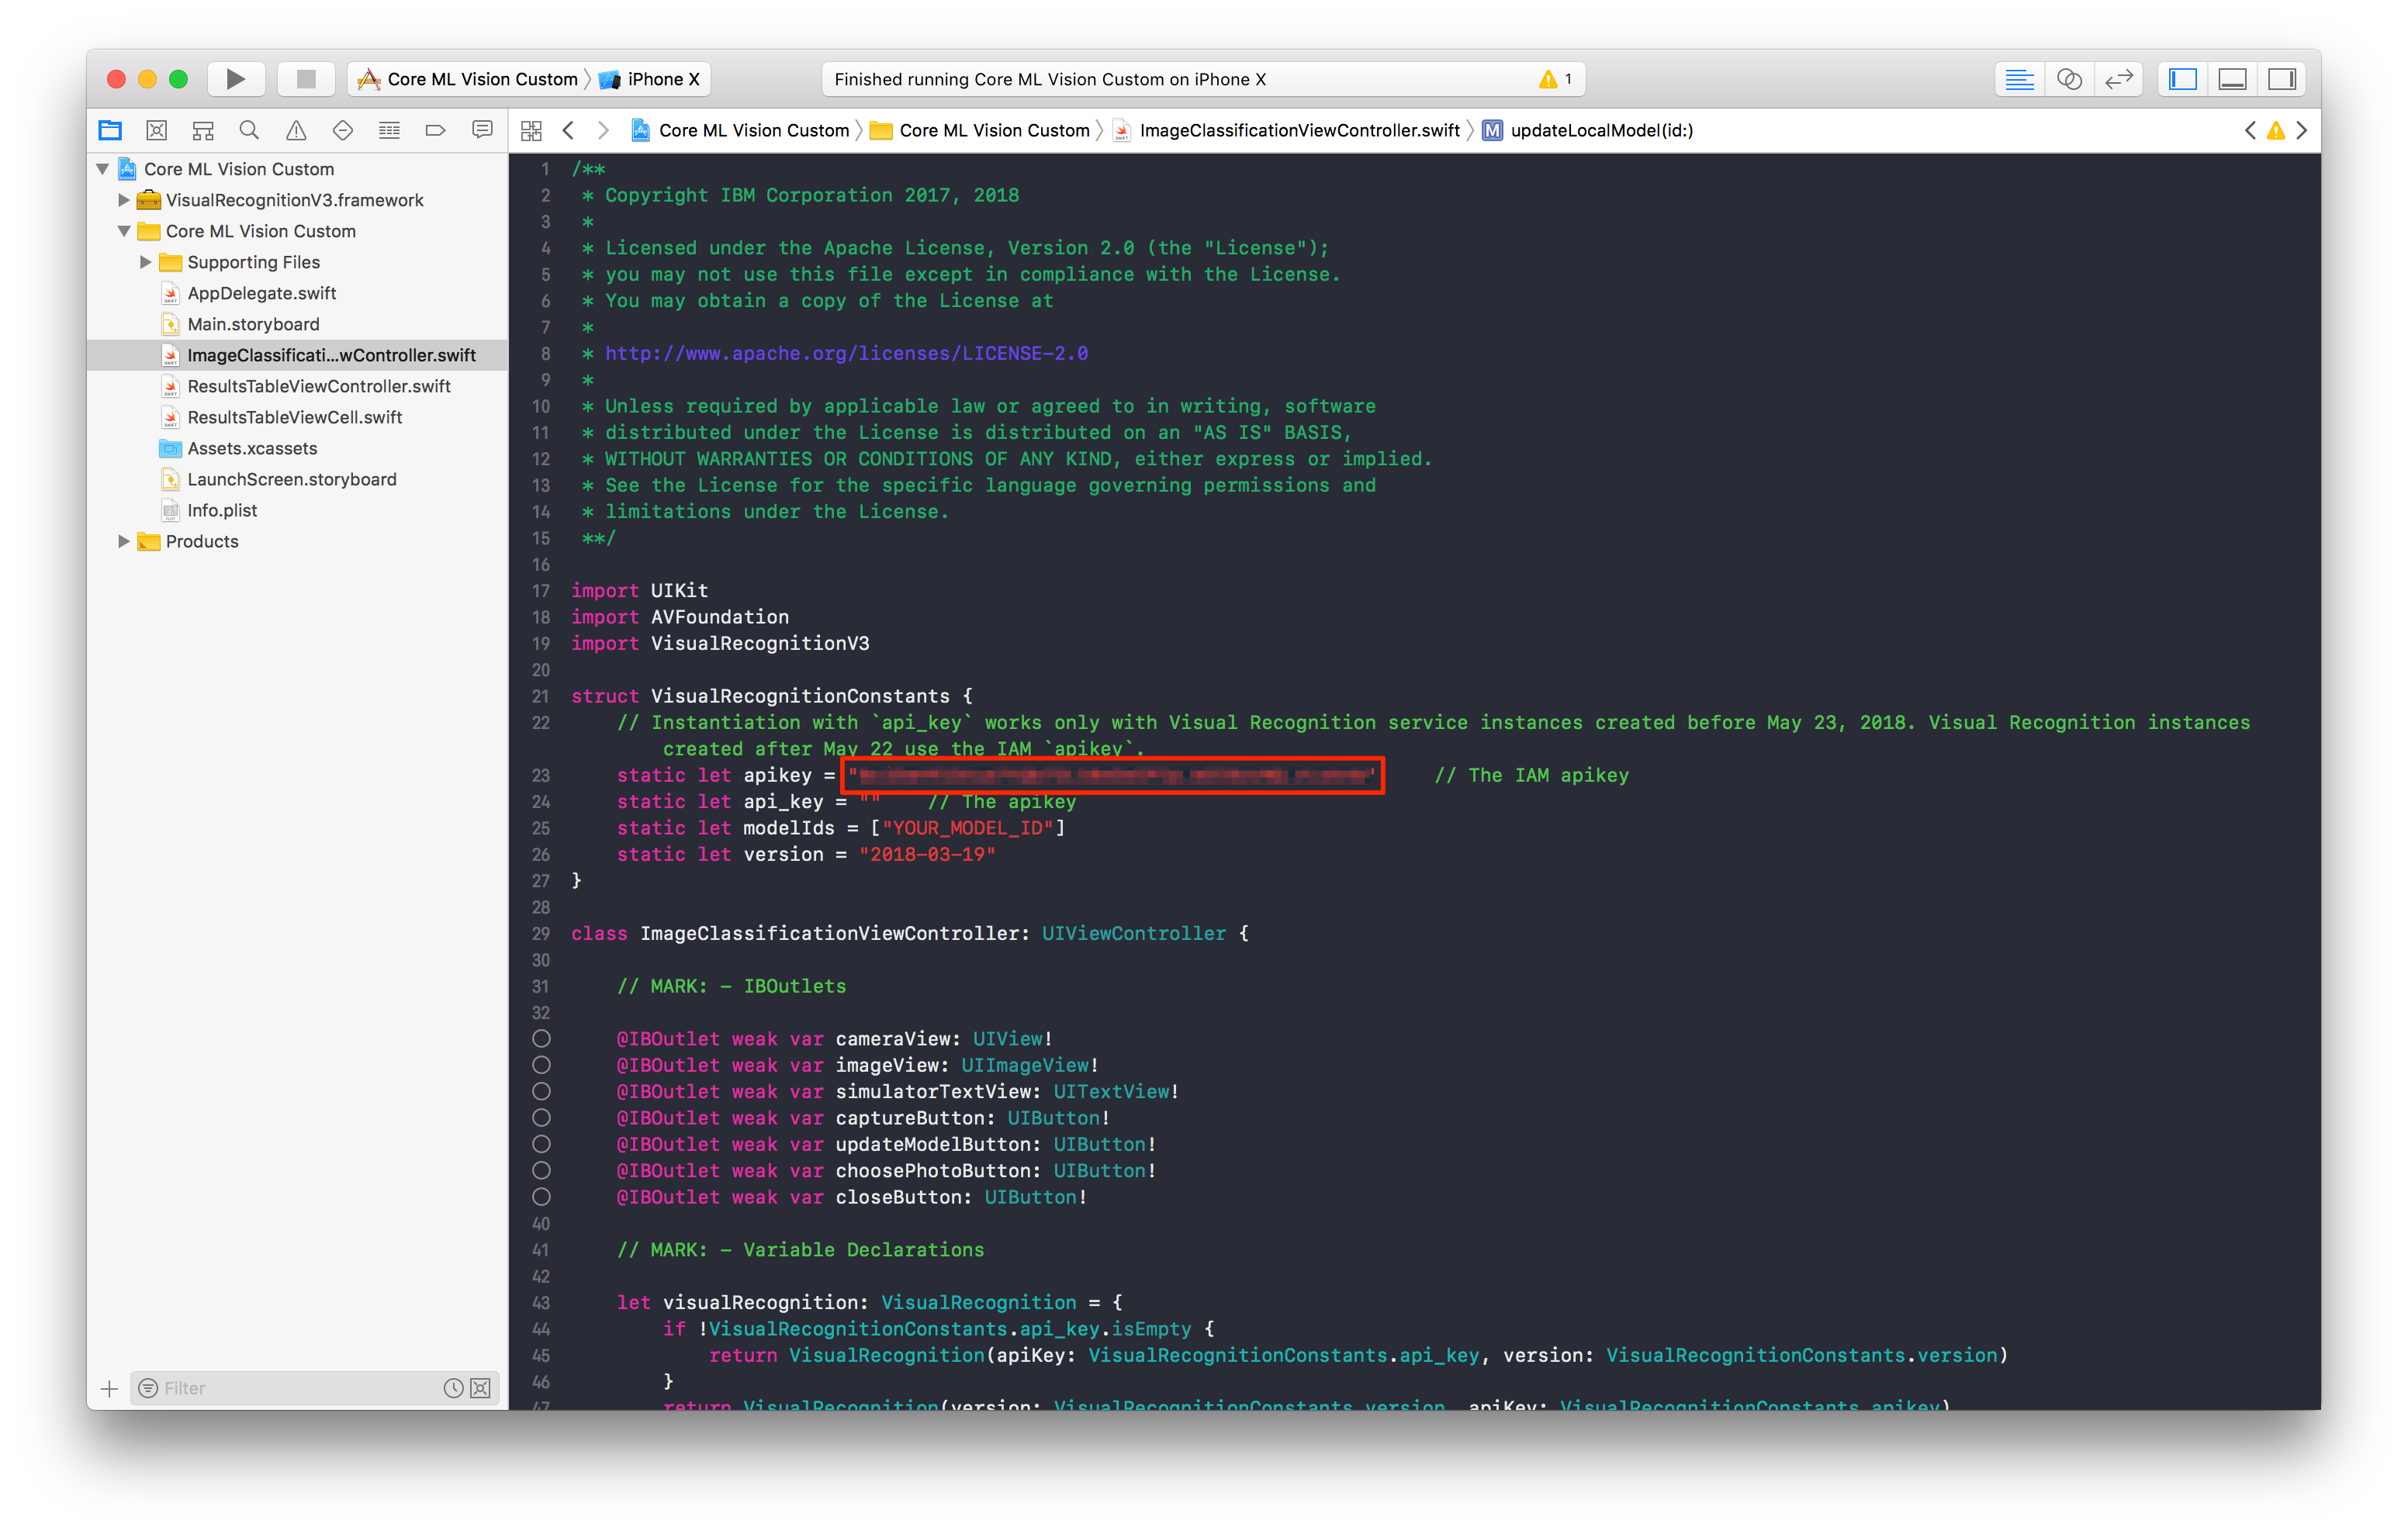 Core ML Vision Custom iPhone X
Finished running Core ML Vision Custom on iPhone X
1
Core ML Vision Custom Core ML Vision Custom ImageClassificationViewController.swift M updateLocalModel(id:)
Core ML Vision Custom
VisualRecognitionV3.framework
Core ML Vision Custom
Supporting Files
AppDelegate.swift
Main.storyboard
ImageClassificati...wController.swift
ResultsTableViewController.swift
ResultsTableViewCell.swift
Assets.xcassets
LaunchScreen.storyboard
Info.plist
Products
Filter
1 /**
2 * Copyright IBM Corporation 2017, 2018
3 *
4 * Licensed under the Apache License, Version 2.0 (the "License");
5 * you may not use this file except in compliance with the License.
6 * You may obtain a copy of the License at
7 *
8 * http://www.apache.org/licenses/LICENSE-2.0
9 *
10 * Unless required by applicable law or agreed to in writing, software
11 * distributed under the License is distributed on an "AS IS" BASIS,
12 * WITHOUT WARRANTIES OR CONDITIONS OF ANY KIND, either express or implied.
13 * See the License for the specific language governing permissions and
14 * limitations under the License.
15 **/
16
17 import UIKit
18 import AVFoundation
19 import VisualRecognitionV3
20
21 struct VisualRecognitionConstants {
22 // Instantiation with `api_key` works only with Visual Recognition service instances created before May 23, 2018. Visual Recognition instances
created after May 22 use the IAM `apikey`.
23 static let apikey = " " // The IAM apikey
24 static let api_key = "" // The apikey
25 static let modelIds = ["YOUR_MODEL_ID"]
26 static let version = "2018-03-19"
27 }
28
29 class ImageClassificationViewController: UIViewController {
30
31 // MARK: - IBOutlets
32
@IBOutlet weak var cameraView: UIView!
@IBOutlet weak var imageView: UIImageView!
@IBOutlet weak var simulatorTextView: UITextView!
@IBOutlet weak var captureButton: UIButton!
@IBOutlet weak var updateModelButton: UIButton!
@IBOutlet weak var choosePhotoButton: UIButton!
@IBOutlet weak var closeButton: UIButton!
40
41 // MARK: - Variable Declarations
42
43 let visualRecognition: VisualRecognition = {
44 if !VisualRecognitionConstants.api_key.isEmpty {
45 return VisualRecognition(apiKey: VisualRecognitionConstants.api_key, version: VisualRecognitionConstants.version)
46 }
47 return VisualRecognition(version: VisualRecognitionConstants.version, apiKey: VisualRecognitionConstants.apikey)